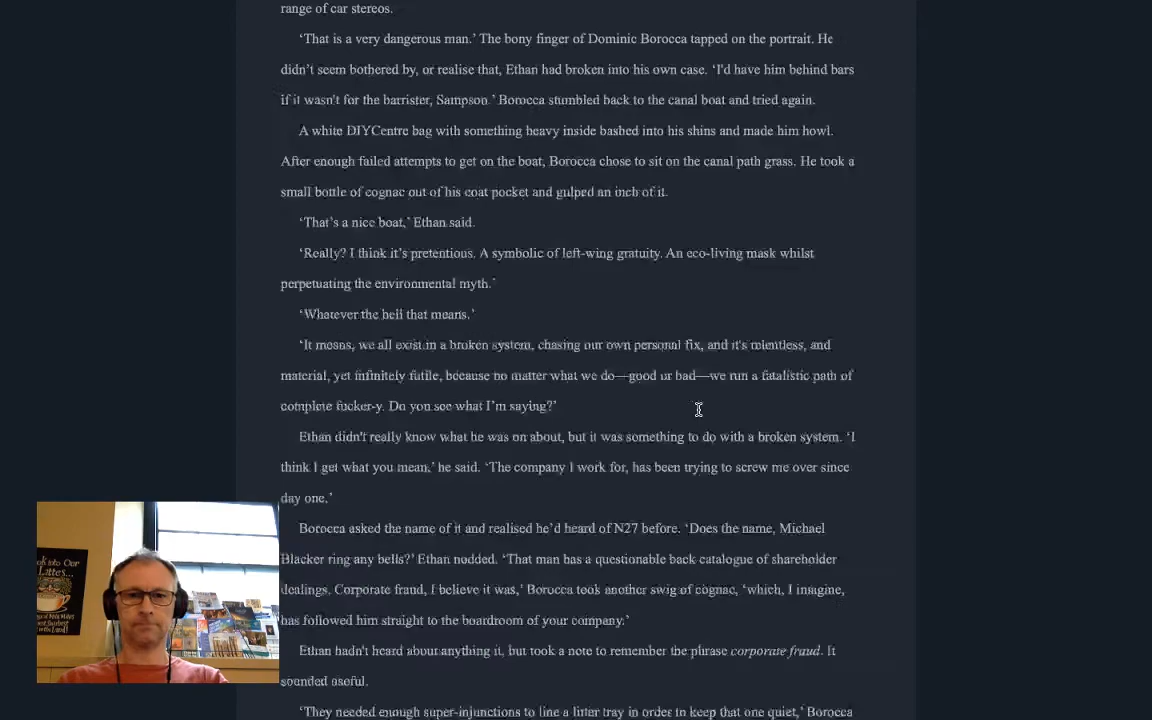 range of car stereos.
‘That is a very dangerous man.’ The bony finger of Dominic Borocca tapped on the portrait. He
didn’t seem bothered by, or realise that, Ethan had broken into his own case. ‘I'd have him behind bars
if it wasn't for the barrister, Sampson.’ Borocca stumbled back to the canal boat and tried again.
A white DIYCentre bag with something heavy inside bashed into his shins and made him howl.
After enough failed attempts to get on the boat, Borocca chose to sit on the canal path grass. He took a
small bottle of cognac out of his coat pocket and gulped an inch of it.
‘That’s a nice boat,’ Ethan said.
‘Really? I think it’s pretentious. A symbolic of left-wing gratuity. An eco-living mask whilst
perpetuating the environmental myth.’
‘Whatever the hell that means.’
‘It means, we all exist in a broken system, chasing our own personal fix, and it's relentless, and
material, yet infinitely futile, because no matter what we do—good or bad—we run a fatalistic path of
complete fucker-y. Do you see what I’m saying?’
Ethan didn't really know what he was on about, but it was something to do with a broken system. ‘I
think I get what you mean,’ he said. ‘The company I work for, has been trying to screw me over since
day one.’
Borocca asked the name of it and realised he’d heard of N27 before. ‘Does the name, Michael
Blacker ring any bells?’ Ethan nodded. ‘That man has a questionable back catalogue of shareholder
dealings. Corporate fraud, I believe it was,’ Borocca took another swig of cognac, ‘which, I imagine,
has followed him straight to the boardroom of your company.’
Ethan hadn't heard about anything it, but took a note to remember the phrase corporate fraud. It
sounded useful.
‘They needed enough super-injunctions to line a litter tray in order to keep that one quiet,’ Borocca
into Our
Lattes...